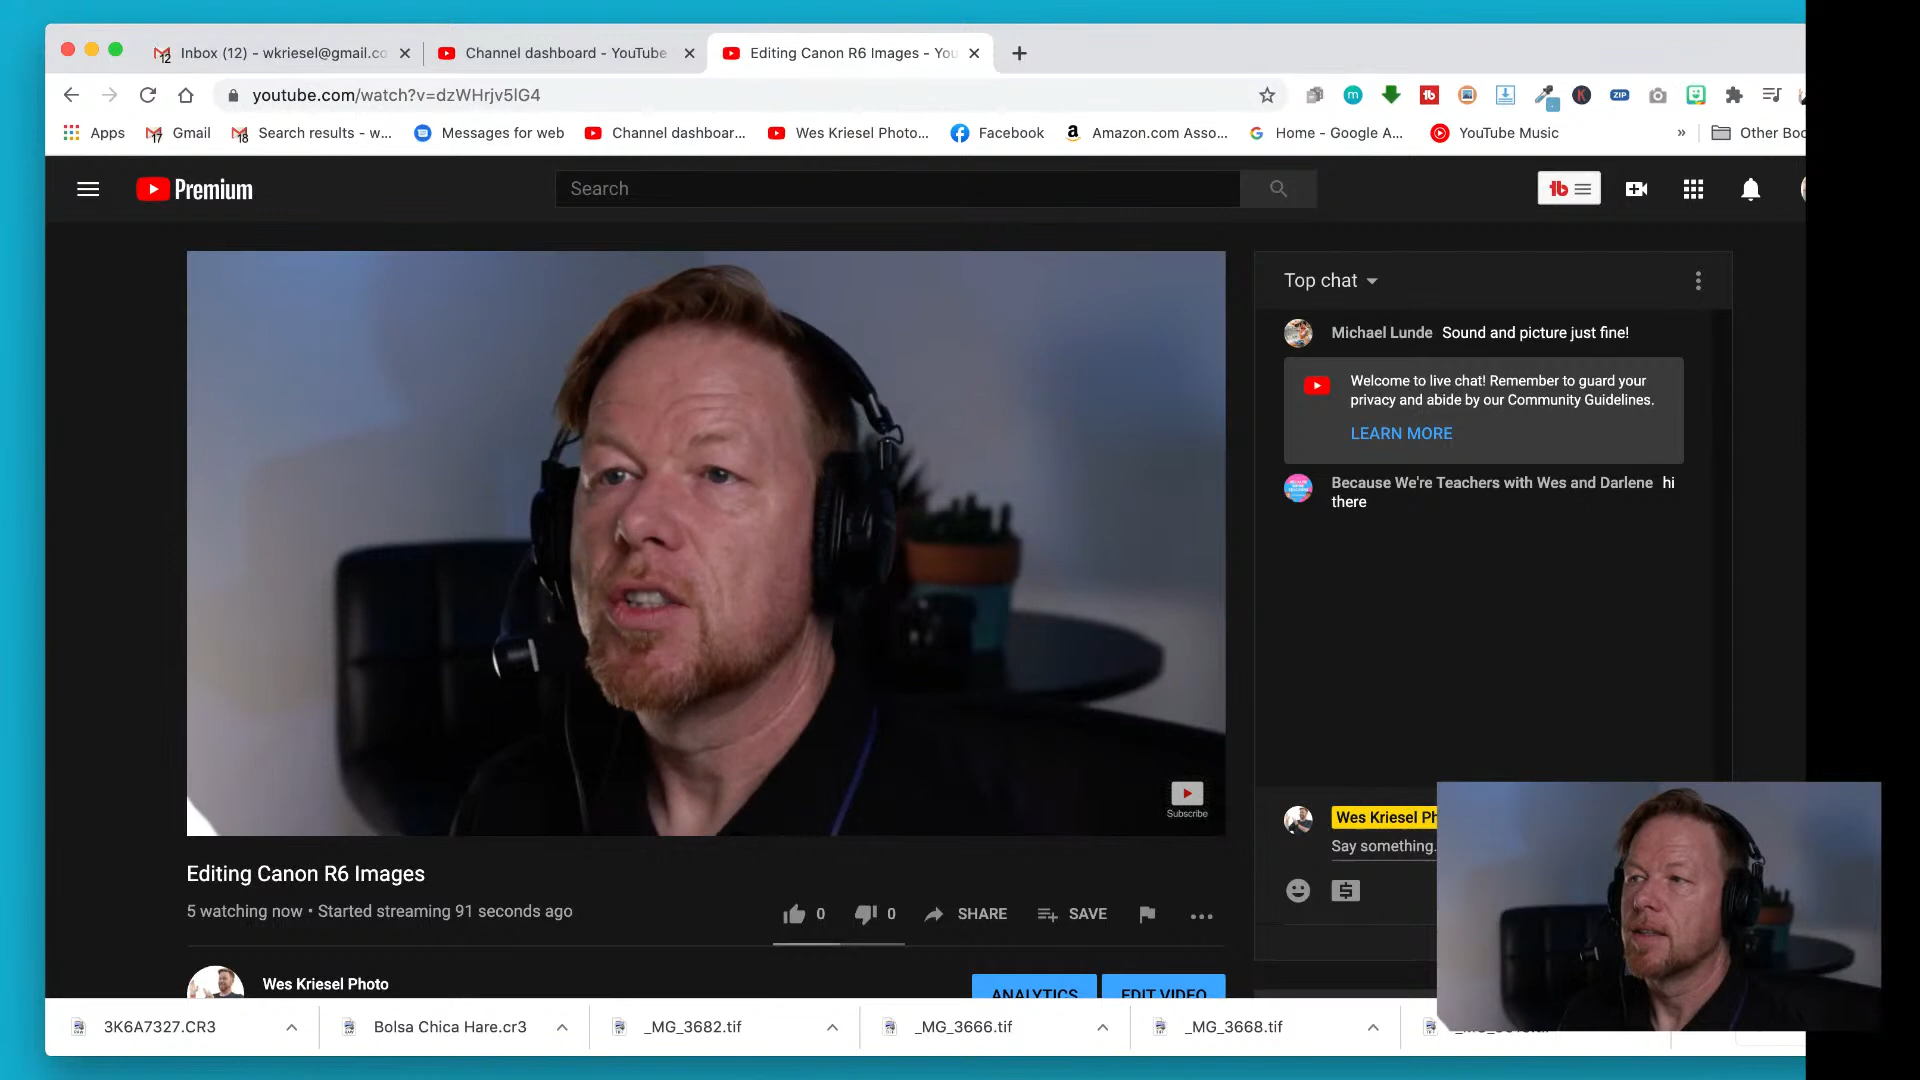 Inbox (12) - wkriesel@gmail.co
Channel dashboard - YouTube
Editing Canon R6 Images - You
youtube.com/watch?v=dzWHrjv5lG4
Apps
Gmail
Search results - w...
Messages for web
Channel dashboar...
Wes Kriesel Photo...
Facebook
Amazon.com Asso...
Home - Google A...
YouTube Music
»
Other Boo
Premium
Search
Top chat
Michael Lunde Sound and picture just fine!
Welcome to live chat! Remember to guard your
privacy and abide by our Community Guidelines.
LEARN MORE
Because We're Teachers with Wes and Darlene hi
there
Subscribe
Wes Kriesel Ph
Say something.
Editing Canon R6 Images
5 watching now • Started streaming 91 seconds ago
0
0
SHARE
SAVE
Wes Kriesel Photo
ANALYTICS
EDIT VIDEO
3K6A7327.CR3
Bolsa Chica Hare.cr3
_MG_3682.tif
_MG_3666.tif
_MG_3668.tif